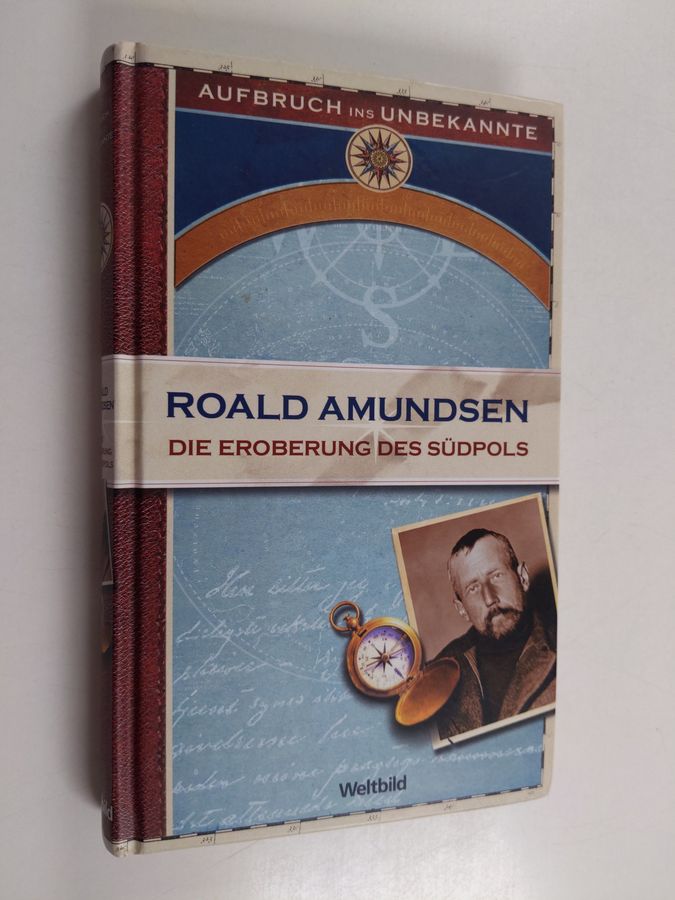 AUFBRUCH INS UNBEKANNTE
ROALD AMUNDSEN
DIE EROBERUNG DES SÜDPOLS
Weltbild